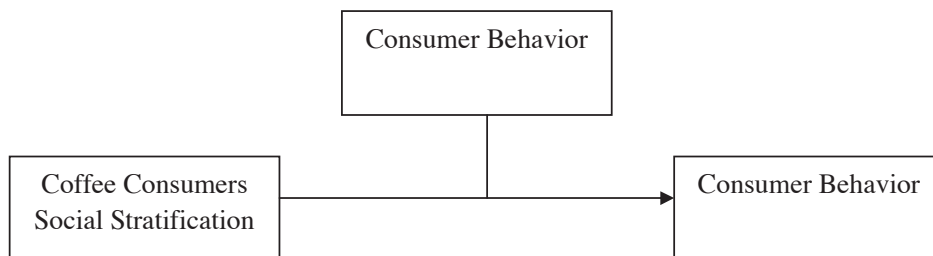 Consumer Behavior
Coffee Consumers
Social Stratification
Consumer Behavior